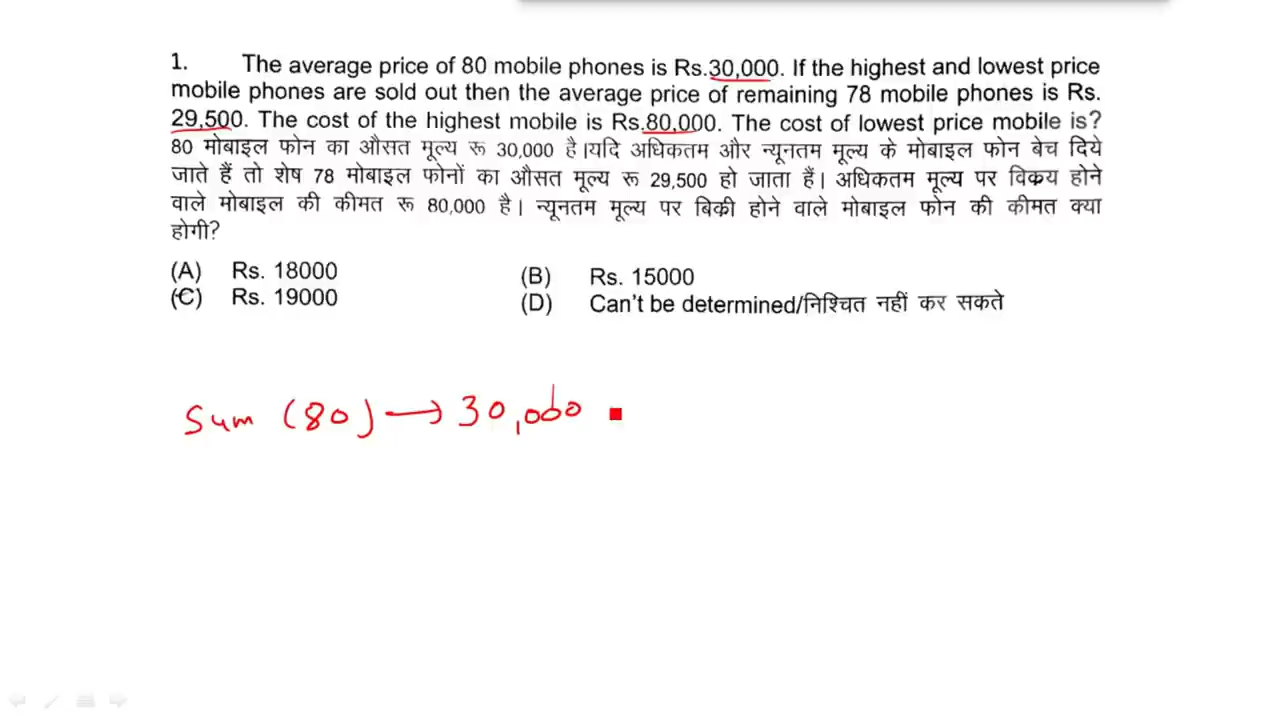 1. The average price of 80 mobile phones is Rs.30,000. If the highest and lowest price
mobile phones are sold out then the average price of remaining 78 mobile phones is Rs.
29,500. The cost of the highest mobile is Rs.80,000. The cost of lowest price mobile is?
80 मोबाइल फोन का औसत मूल्य रू 30,000 है।यदि अधिकतम और न्यूनतम मूल्य के मोबाइल फोन बेच दिये
जाते हैं तो शेष 78 मोबाइल फोनों का औसत मूल्य रू 29,500 हो जाता हैं। अधिकतम मूल्य पर विक्रय होने
वाले मोबाइल की कीमत रू 80,000 है। न्यूनतम मूल्य पर बिक्री होने वाले मोबाइल फोन की कीमत क्या
होगी?
(A) Rs. 18000 (B) Rs. 15000
(C) Rs. 19000 (D) Can't be determined/निश्चित नहीं कर सकते
Sum (80) → 30,000